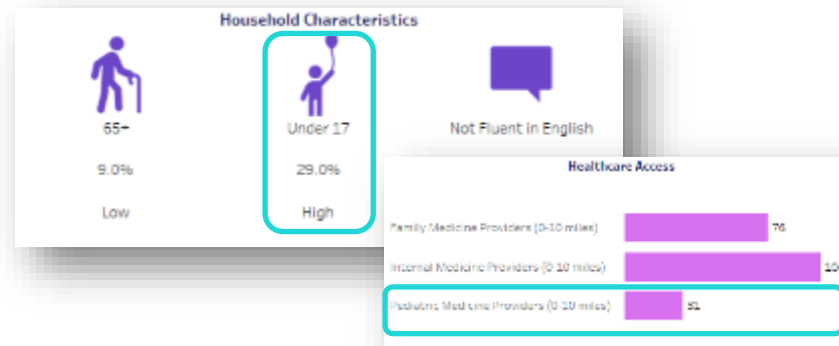 Household Characteristics
65+
Under 17
Not Fluent in English
9.0%
29.0%
Low
High
Healthcare Access
Family Medicine Providers (0-10 miles)
76
Internal Medicine Providers (0-10 miles)
Pediatric Medicine Providers (0-10 miles)
31